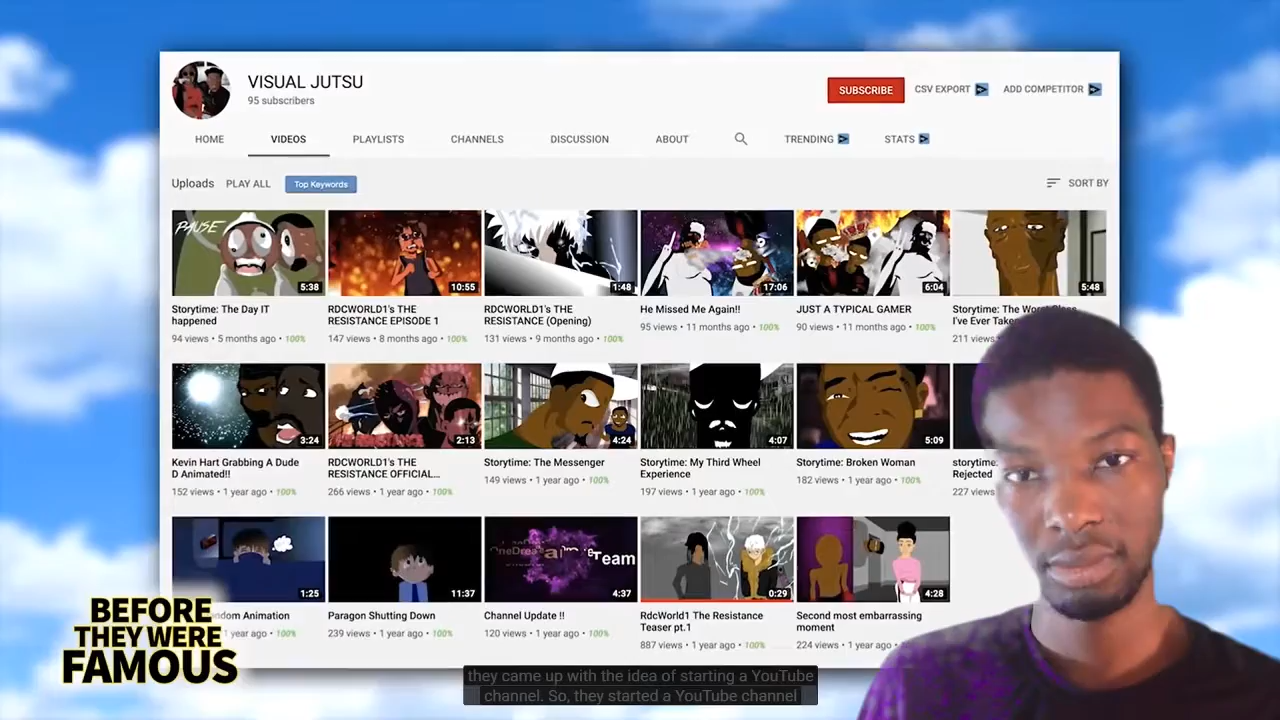 VISUAL JUTSU
95 subscribers
SUBSCRIBE
CSV EXPORT
ADD COMPETITOR
HOME
VIDEOS
PLAYLISTS
CHANNELS
DISCUSSION
ABOUT
TRENDING
STATS
Uploads
PLAY ALL
Top Keywords
SORT BY
PAUSE
5:38
10:55
1:48
17:06
6:04
5:48
Storytime: The Day IT
happened
94 views • 5 months ago • 100%
RDCWORLD1's THE
RESISTANCE EPISODE 1
147 views • 8 months ago • 100%
RDCWORLD1's THE
RESISTANCE (Opening)
131 views • 9 months ago • 100%
He Missed Me Again!!
95 views • 11 months ago • 100%
JUST A TYPICAL GAMER
90 views • 11 months ago • 100%
Storytime: The
I've Ever
211 views
3:24
RESISTANCE
2:13
4:24
4:07
5:09
Kevin Hart Grabbing A Dude
D Animated!!
152 views • 1 year ago • 100%
RDCWORLD1's THE
RESISTANCE OFFICIAL...
266 views • 1 year ago • 100%
Storytime: The Messenger
149 views • 1 year ago • 100%
Storytime: My Third Wheel
Experience
197 views • 1 year ago • 100%
Storytime: Broken Woman
182 views • 1 year ago • 100%
storytime:
Rejected
227 views
1:25
11:37
Team
4:37
0:29
4:28
Animation
1 year ago • 100%
Paragon Shutting Down
239 views • 1 year ago • 100%
Channel Update !!
120 views • 1 year ago • 100%
RdcWorld1 The Resistance
Teaser pt.1
887 views • 1 year ago • 100%
Second most embarrassing
moment
224 views • 1 year ago
BEFORE
THEY WERE
FAMOUS
they came up with the idea of starting a YouTube
channel. So, they started a YouTube channel